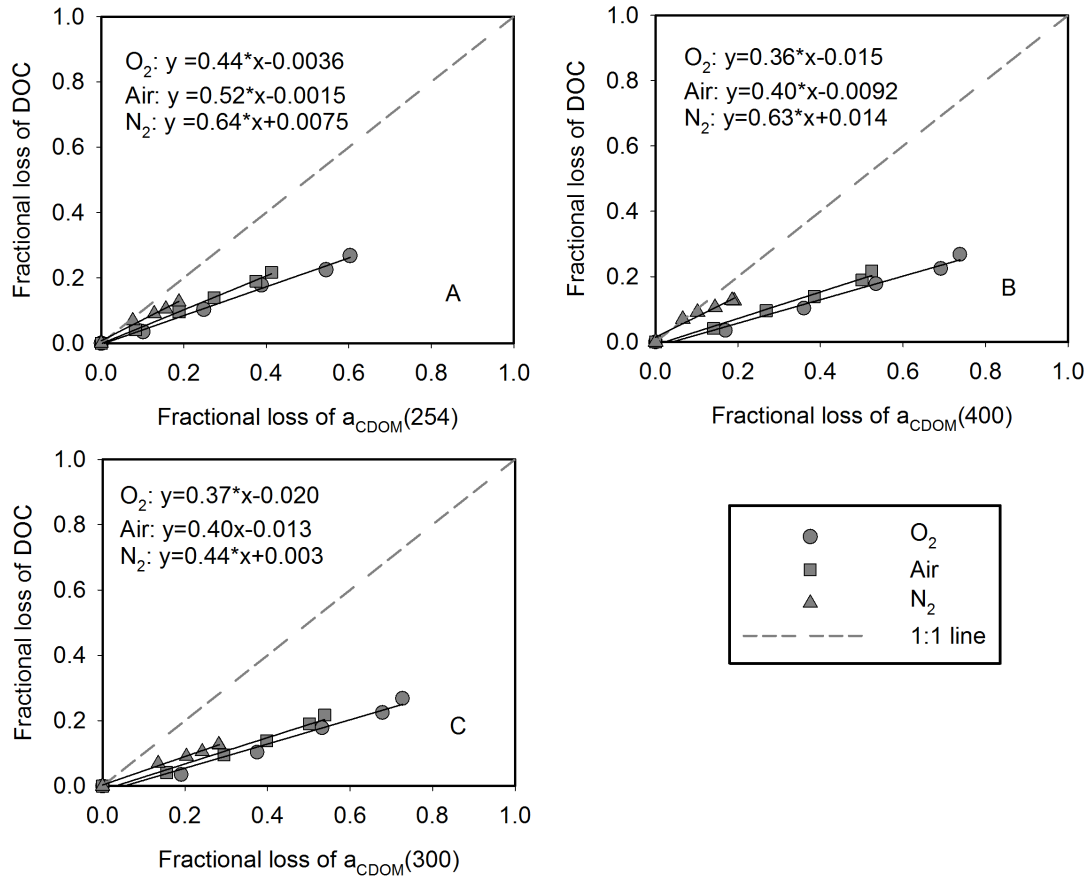 1.0
0.8
0.6
0.4
0.2
0.0
Fractional loss of DOC
O₂: y =0.44*x-0.0036
Air: y =0.52*x-0.0015
N₂: y =0.64*x+0.0075
A
0.0 0.2 0.4 0.6 0.8 1.0
Fractional loss of a_CDOM(254)
1.0
0.8
0.6
0.4
0.2
0.0
Fractional loss of DOC
O₂: y=0.36*x-0.015
Air: y=0.40*x-0.0092
N₂: y=0.63*x+0.014
B
0.0 0.2 0.4 0.6 0.8 1.0
Fractional loss of a_CDOM(400)
1.0
0.8
0.6
0.4
0.2
0.0
Fractional loss of DOC
O₂: y=0.37*x-0.020
Air: y=0.40x-0.013
N₂: y=0.44*x+0.003
C
0.0 0.2 0.4 0.6 0.8 1.0
Fractional loss of a_CDOM(300)
O₂
Air
N₂
1:1 line